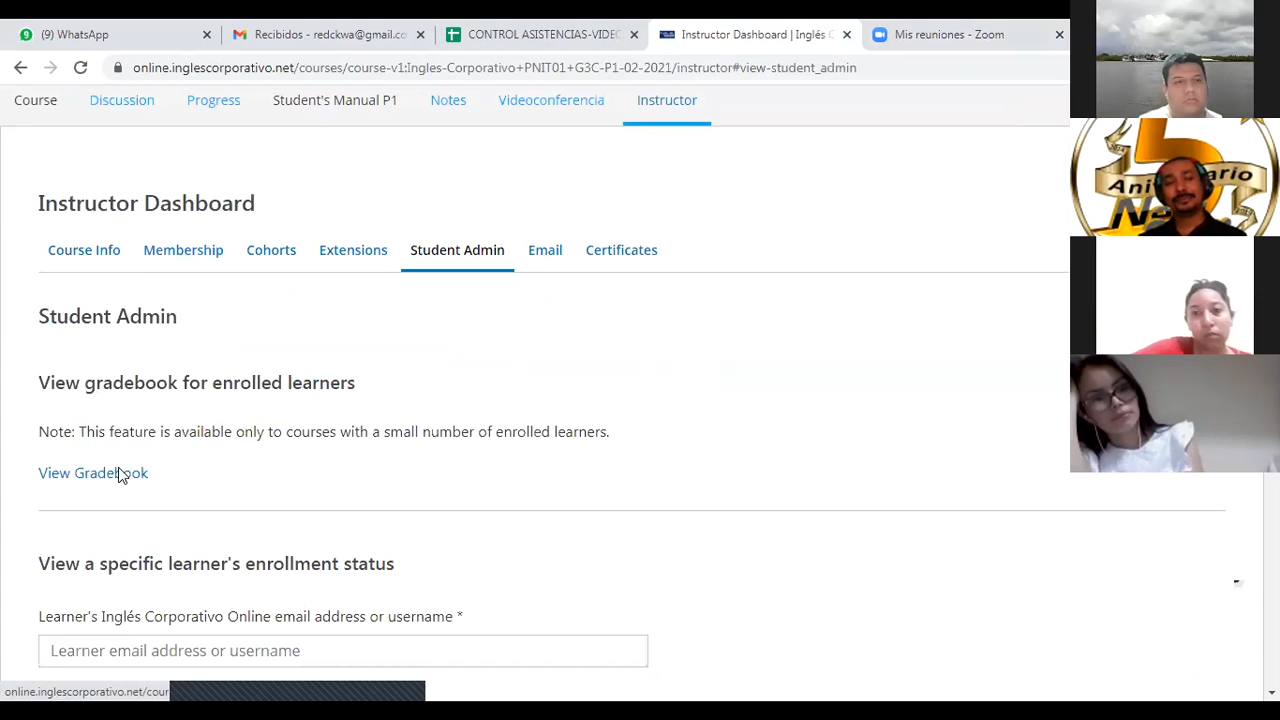 (9) WhatsApp
Recibidos - redckwa@gmail.co
CONTROL ASISTENCIAS-VIDEO
Instructor Dashboard | Inglés C
Mis reuniones - Zoom
online.inglescorporativo.net/courses/course-v1:Ingles-Corporativo+PNIT01+G3C-P1-02-2021/instructor#view-student_admin
Course
Discussion
Progress
Student's Manual P1
Notes
Videoconferencia
Instructor
Instructor Dashboard
Course Info
Membership
Cohorts
Extensions
Student Admin
Email
Certificates
Student Admin
View gradebook for enrolled learners
Note: This feature is available only to courses with a small number of enrolled learners.
View Gradebook
View a specific learner's enrollment status
Learner's Inglés Corporativo Online email address or username *
Learner email address or username
online.inglescorporativo.net/cour
5
Aniversario